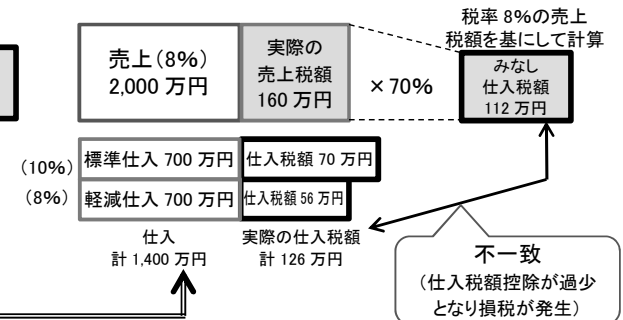 税率 8%の売上
税額を基にして計算
売上(8%)
2,000 万円
実際の
売上税額
160 万円
×70%
みなし
仕入税額
112 万円
(10%)
標準仕入 700 万円
仕入税額 70 万円
(8%)
軽減仕入 700 万円
仕入税額 56 万円
仕入
計 1,400 万円
実際の仕入税額
計 126 万円
不一致
(仕入税額控除が過少
となり損税が発生)